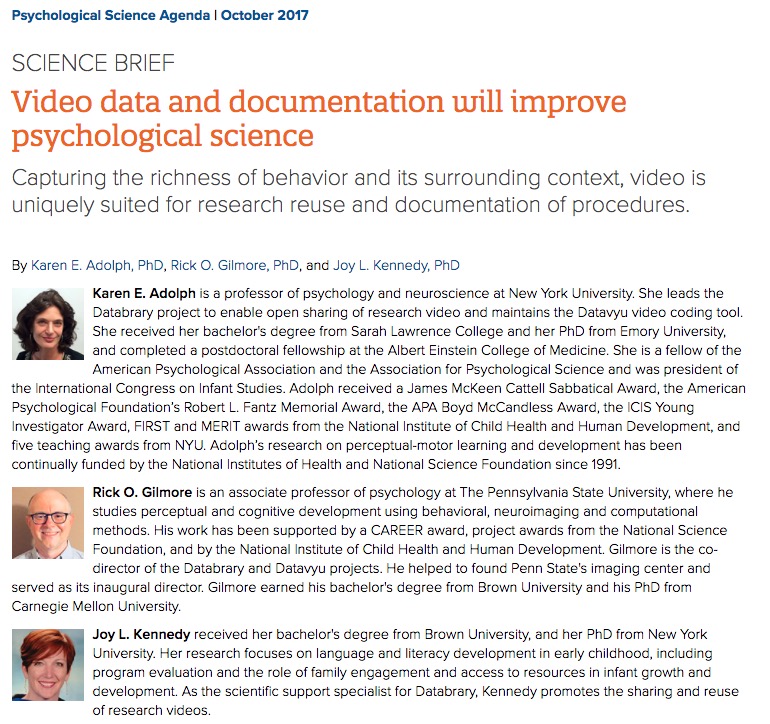 Psychological Science Agenda | October 2017
SCIENCE BRIEF
Video data and documentation will improve
psychological science
Capturing the richness of behavior and its surrounding context, video is
uniquely suited for research reuse and documentation of procedures.
By Karen E. Adolph, PhD, Rick O. Gilmore, PhD, and Joy L. Kennedy, PhD
Karen E. Adolph is a professor of psychology and neuroscience at New York University. She leads the
Databrary project to enable open sharing of research video and maintains the Datavyu video coding tool.
She received her bachelor's degree from Sarah Lawrence College and her PhD from Emory University,
and completed a postdoctoral fellowship at the Albert Einstein College of Medicine. She is a fellow of the
American Psychological Association and the Association for Psychological Science and was president of
the International Congress on Infant Studies. Adolph received a James McKeen Cattell Sabbatical Award, the American
Psychological Foundation's Robert L. Fantz Memorial Award, the APA Boyd McCandless Award, the ICIS Young
Investigator Award, FIRST and MERIT awards from the National Institute of Child Health and Human Development, and
five teaching awards from NYU. Adolph's research on perceptual-motor learning and development has been
continually funded by the National Institutes of Health and National Science Foundation since 1991.
Rick O. Gilmore is an associate professor of psychology at The Pennsylvania State University, where he
studies perceptual and cognitive development using behavioral, neuroimaging and computational
methods. His work has been supported by a CAREER award, project awards from the National Science
Foundation, and by the National Institute of Child Health and Human Development. Gilmore is the co-
director of the Databrary and Datavyu projects. He helped to found Penn State's imaging center and
served as its inaugural director. Gilmore earned his bachelor's degree from Brown University and his PhD from
Carnegie Mellon University.
Joy L. Kennedy received her bachelor's degree from Brown University, and her PhD from New York
University. Her research focuses on language and literacy development in early childhood, including
program evaluation and the role of family engagement and access to resources in infant growth and
development. As the scientific support specialist for Databrary, Kennedy promotes the sharing and reuse
of research videos.